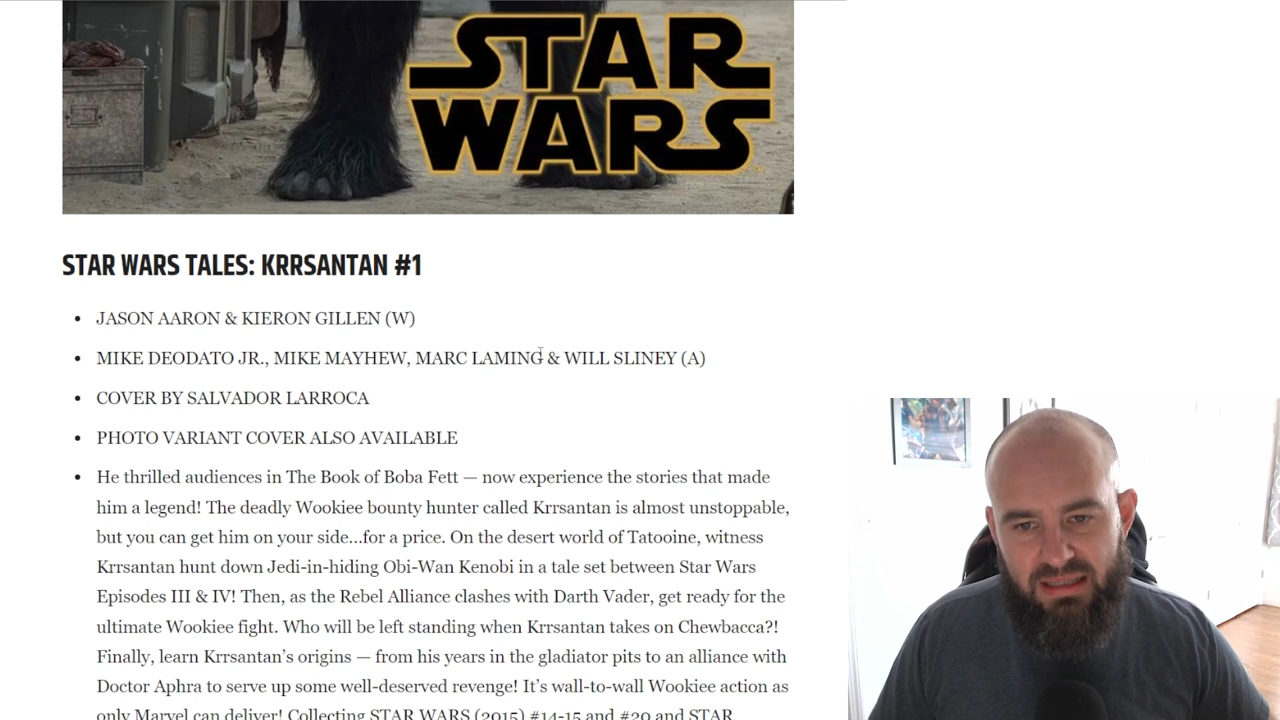 STAR
WARS
STAR WARS TALES: KRRSANTAN #1
• JASON AARON & KIERON GILLEN (W)
• MIKE DEODATO JR., MIKE MAYHEW, MARC LAMING & WILL SLINEY (A)
• COVER BY SALVADOR LARROCA
• PHOTO VARIANT COVER ALSO AVAILABLE
• He thrilled audiences in The Book of Boba Fett — now experience the stories that made
him a legend! The deadly Wookiee bounty hunter called Krrsantan is almost unstoppable,
but you can get him on your side...for a price. On the desert world of Tatooine, witness
Krrsantan hunt down Jedi-in-hiding Obi-Wan Kenobi in a tale set between Star Wars
Episodes III & IV! Then, as the Rebel Alliance clashes with Darth Vader, get ready for the
ultimate Wookiee fight. Who will be left standing when Krrsantan takes on Chewbacca?!
Finally, learn Krrsantan’s origins — from his years in the gladiator pits to an alliance with
Doctor Aphra to serve up some well-deserved revenge! It’s wall-to-wall Wookiee action as
only Marvel can deliver! Collecting STAR WARS (2015) #14-15 and #20 and STAR